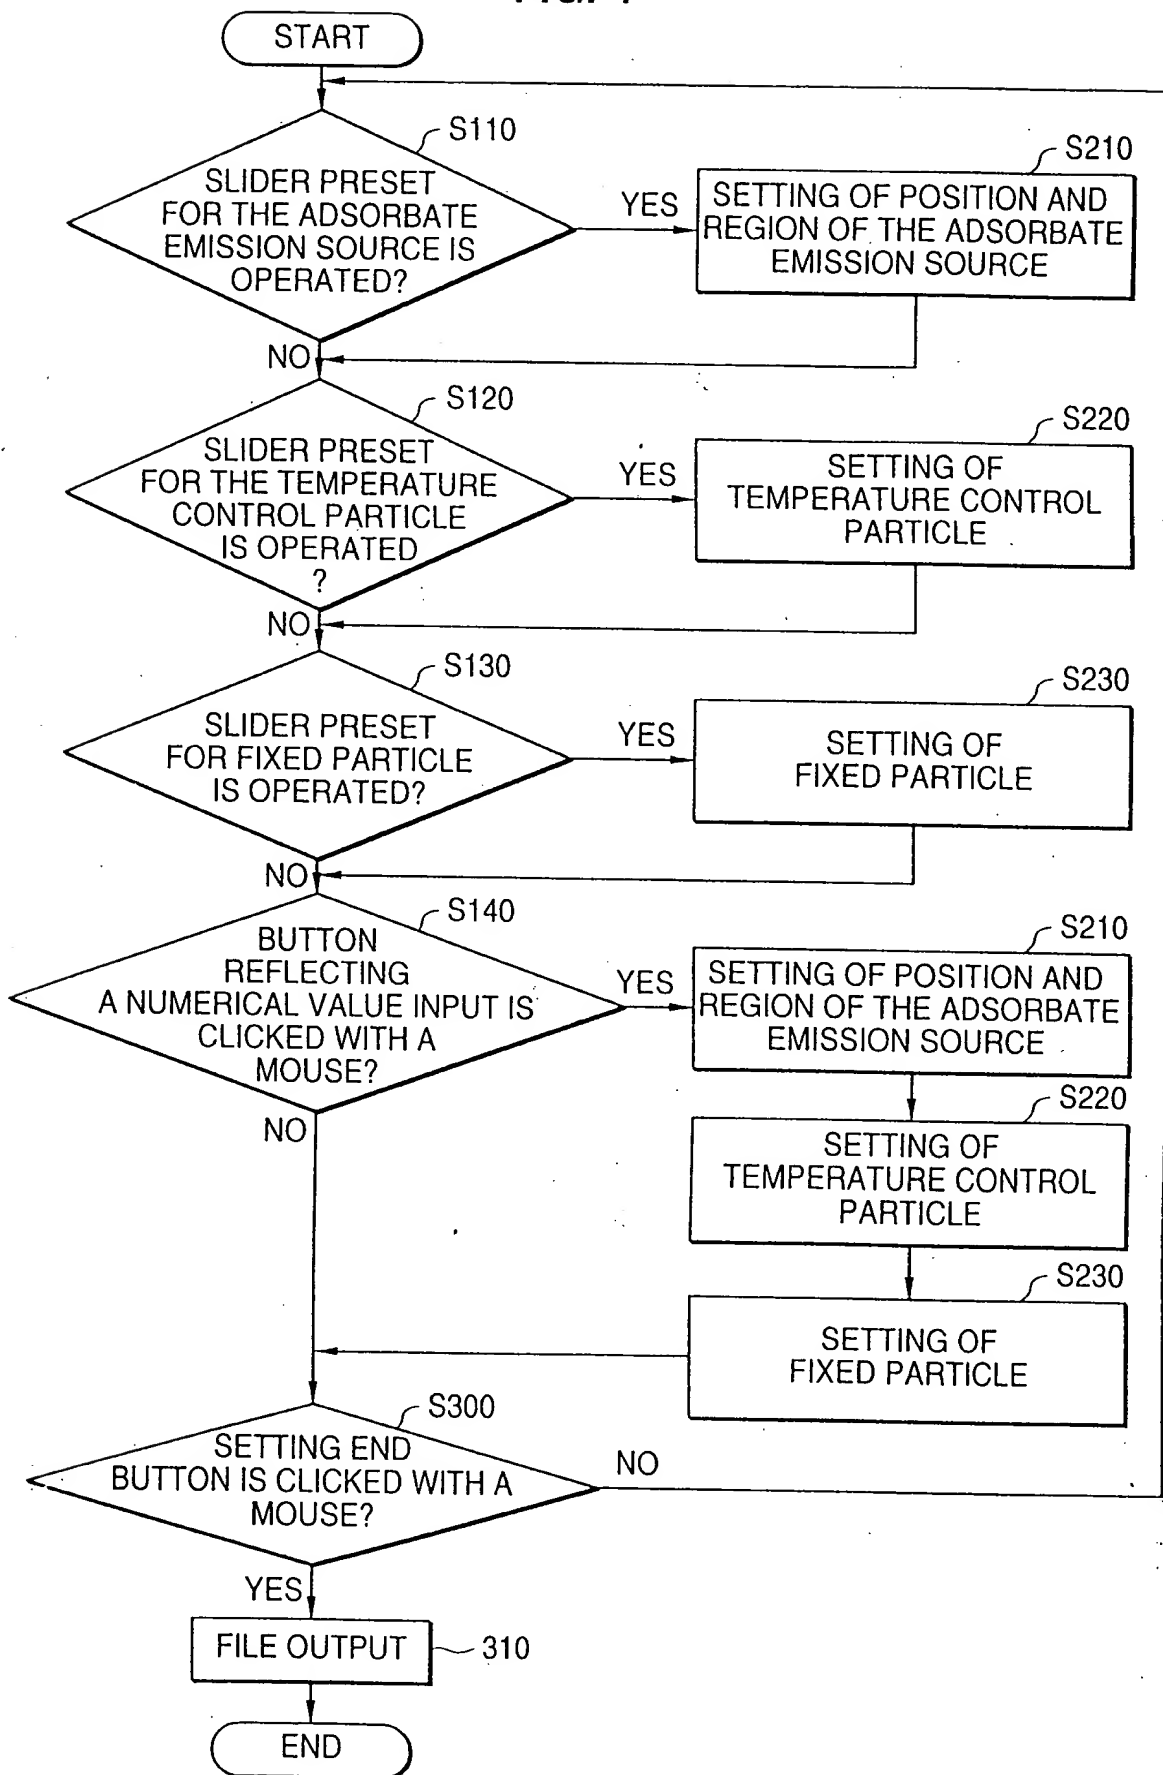 START
S110
SLIDER PRESET
FOR THE ADSORBATE
EMISSION SOURCE IS
OPERATED?
YES
S210
SETTING OF POSITION AND
REGION OF THE ADSORBATE
EMISSION SOURCE
NO
S120
SLIDER PRESET
FOR THE TEMPERATURE
CONTROL PARTICLE
IS OPERATED
?
YES
S220
SETTING OF
TEMPERATURE CONTROL
PARTICLE
NO
S130
SLIDER PRESET
FOR FIXED PARTICLE
IS OPERATED?
YES
S230
SETTING OF
FIXED PARTICLE
NO
S140
BUTTON
REFLECTING
A NUMERICAL VALUE INPUT IS
CLICKED WITH A
MOUSE?
YES
S210
SETTING OF POSITION AND
REGION OF THE ADSORBATE
EMISSION SOURCE
NO
S220
SETTING OF
TEMPERATURE CONTROL
PARTICLE
S230
SETTING OF
FIXED PARTICLE
S300
SETTING END
BUTTON IS CLICKED WITH A
MOUSE?
NO
YES
FILE OUTPUT
310
END